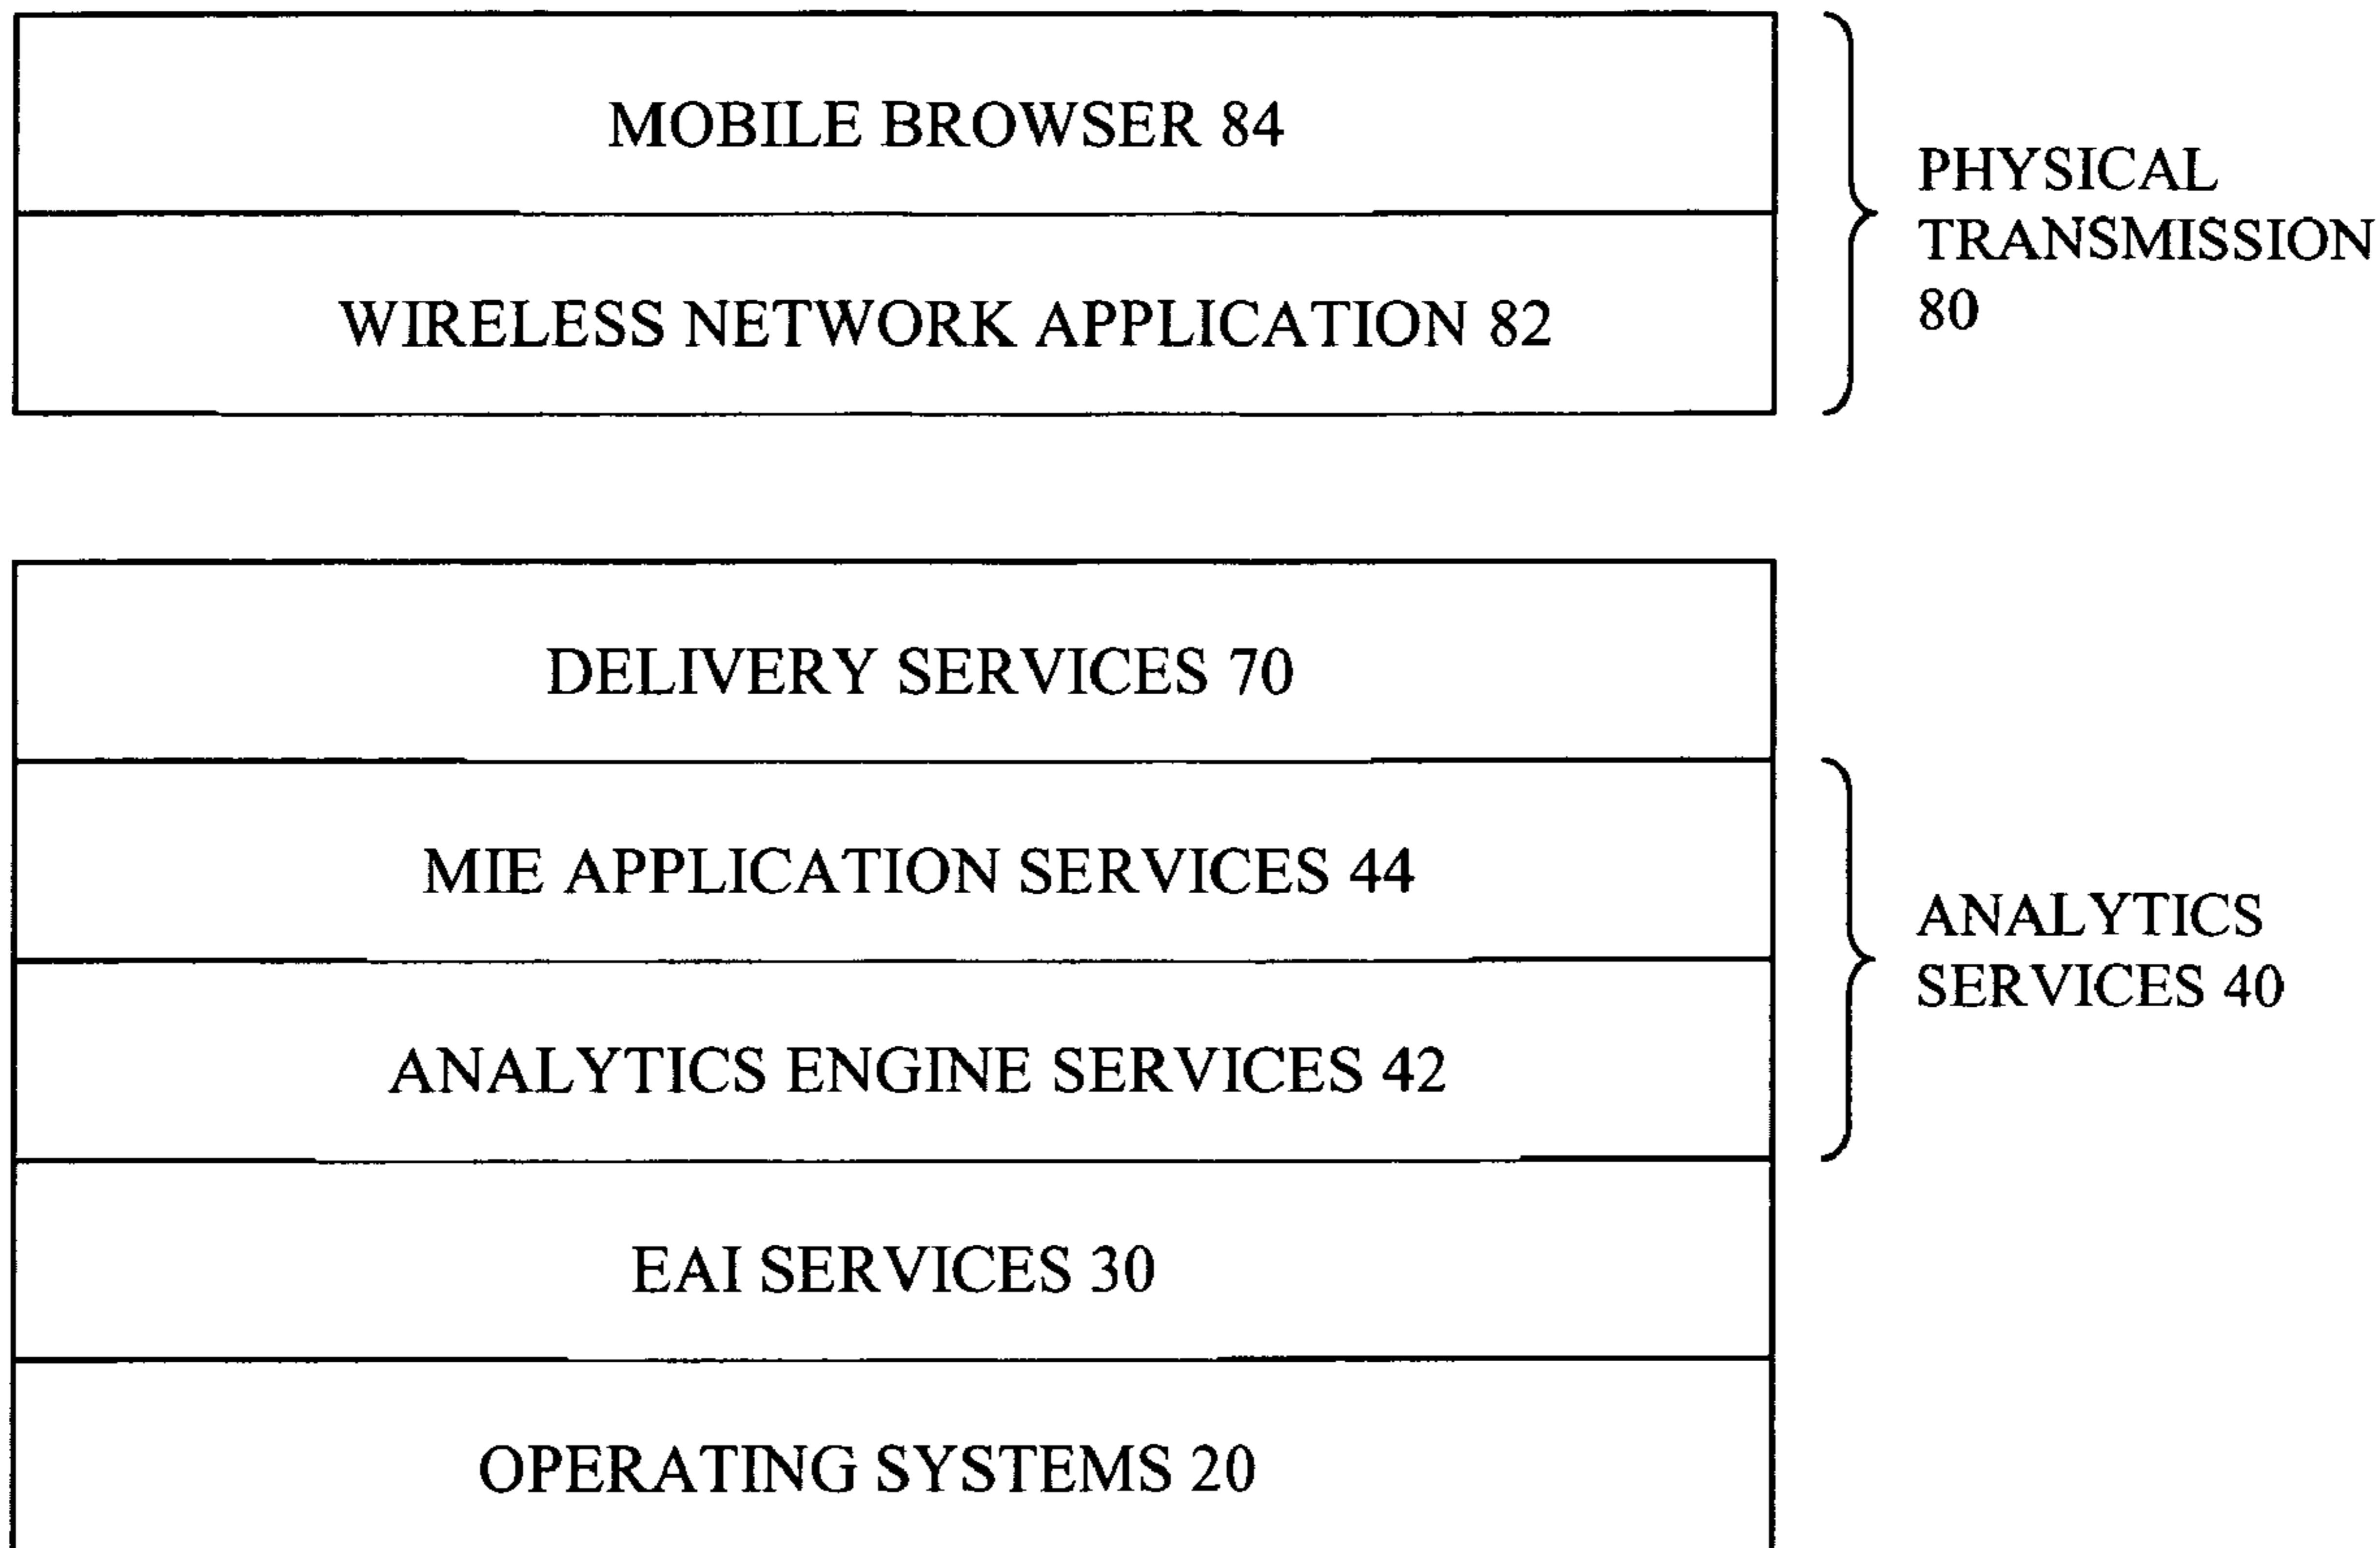 MOBILE BROWSER 84
WIRELESS NETWORK APPLICATION 82
PHYSICAL
TRANSMISSION
80
DELIVERY SERVICES 70
MIE APPLICATION SERVICES 44
ANALYTICS ENGINE SERVICES 42
ANALYTICS
SERVICES 40
EAI SERVICES 30
OPERATING SYSTEMS 20